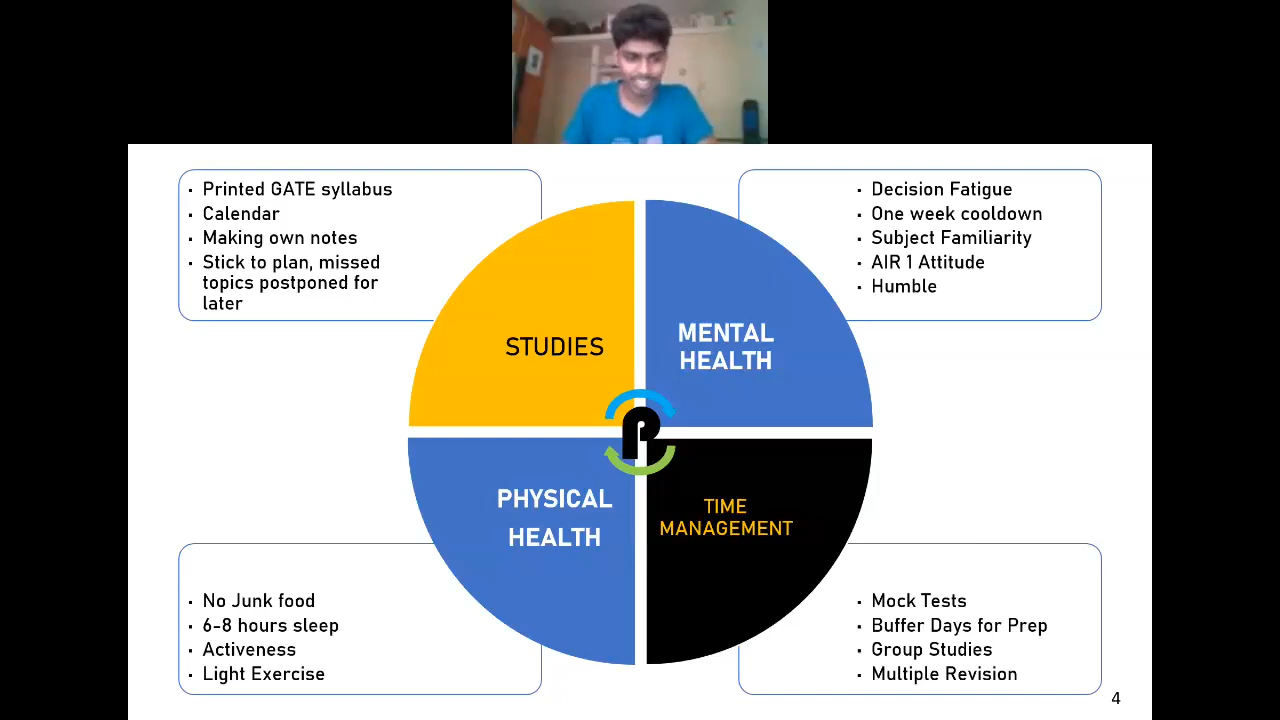 Printed GATE syllabus
Calendar
Making own notes
Stick to plan, missed
topics postponed for
later
Decision Fatigue
One week cooldown
Subject Familiarity
AIR 1 Attitude
Humble
STUDIES
MENTAL
HEALTH
PHYSICAL
HEALTH
TIME
MANAGEMENT
No Junk food
6-8 hours sleep
Activeness
Light Exercise
Mock Tests
Buffer Days for Prep
Group Studies
Multiple Revision
4